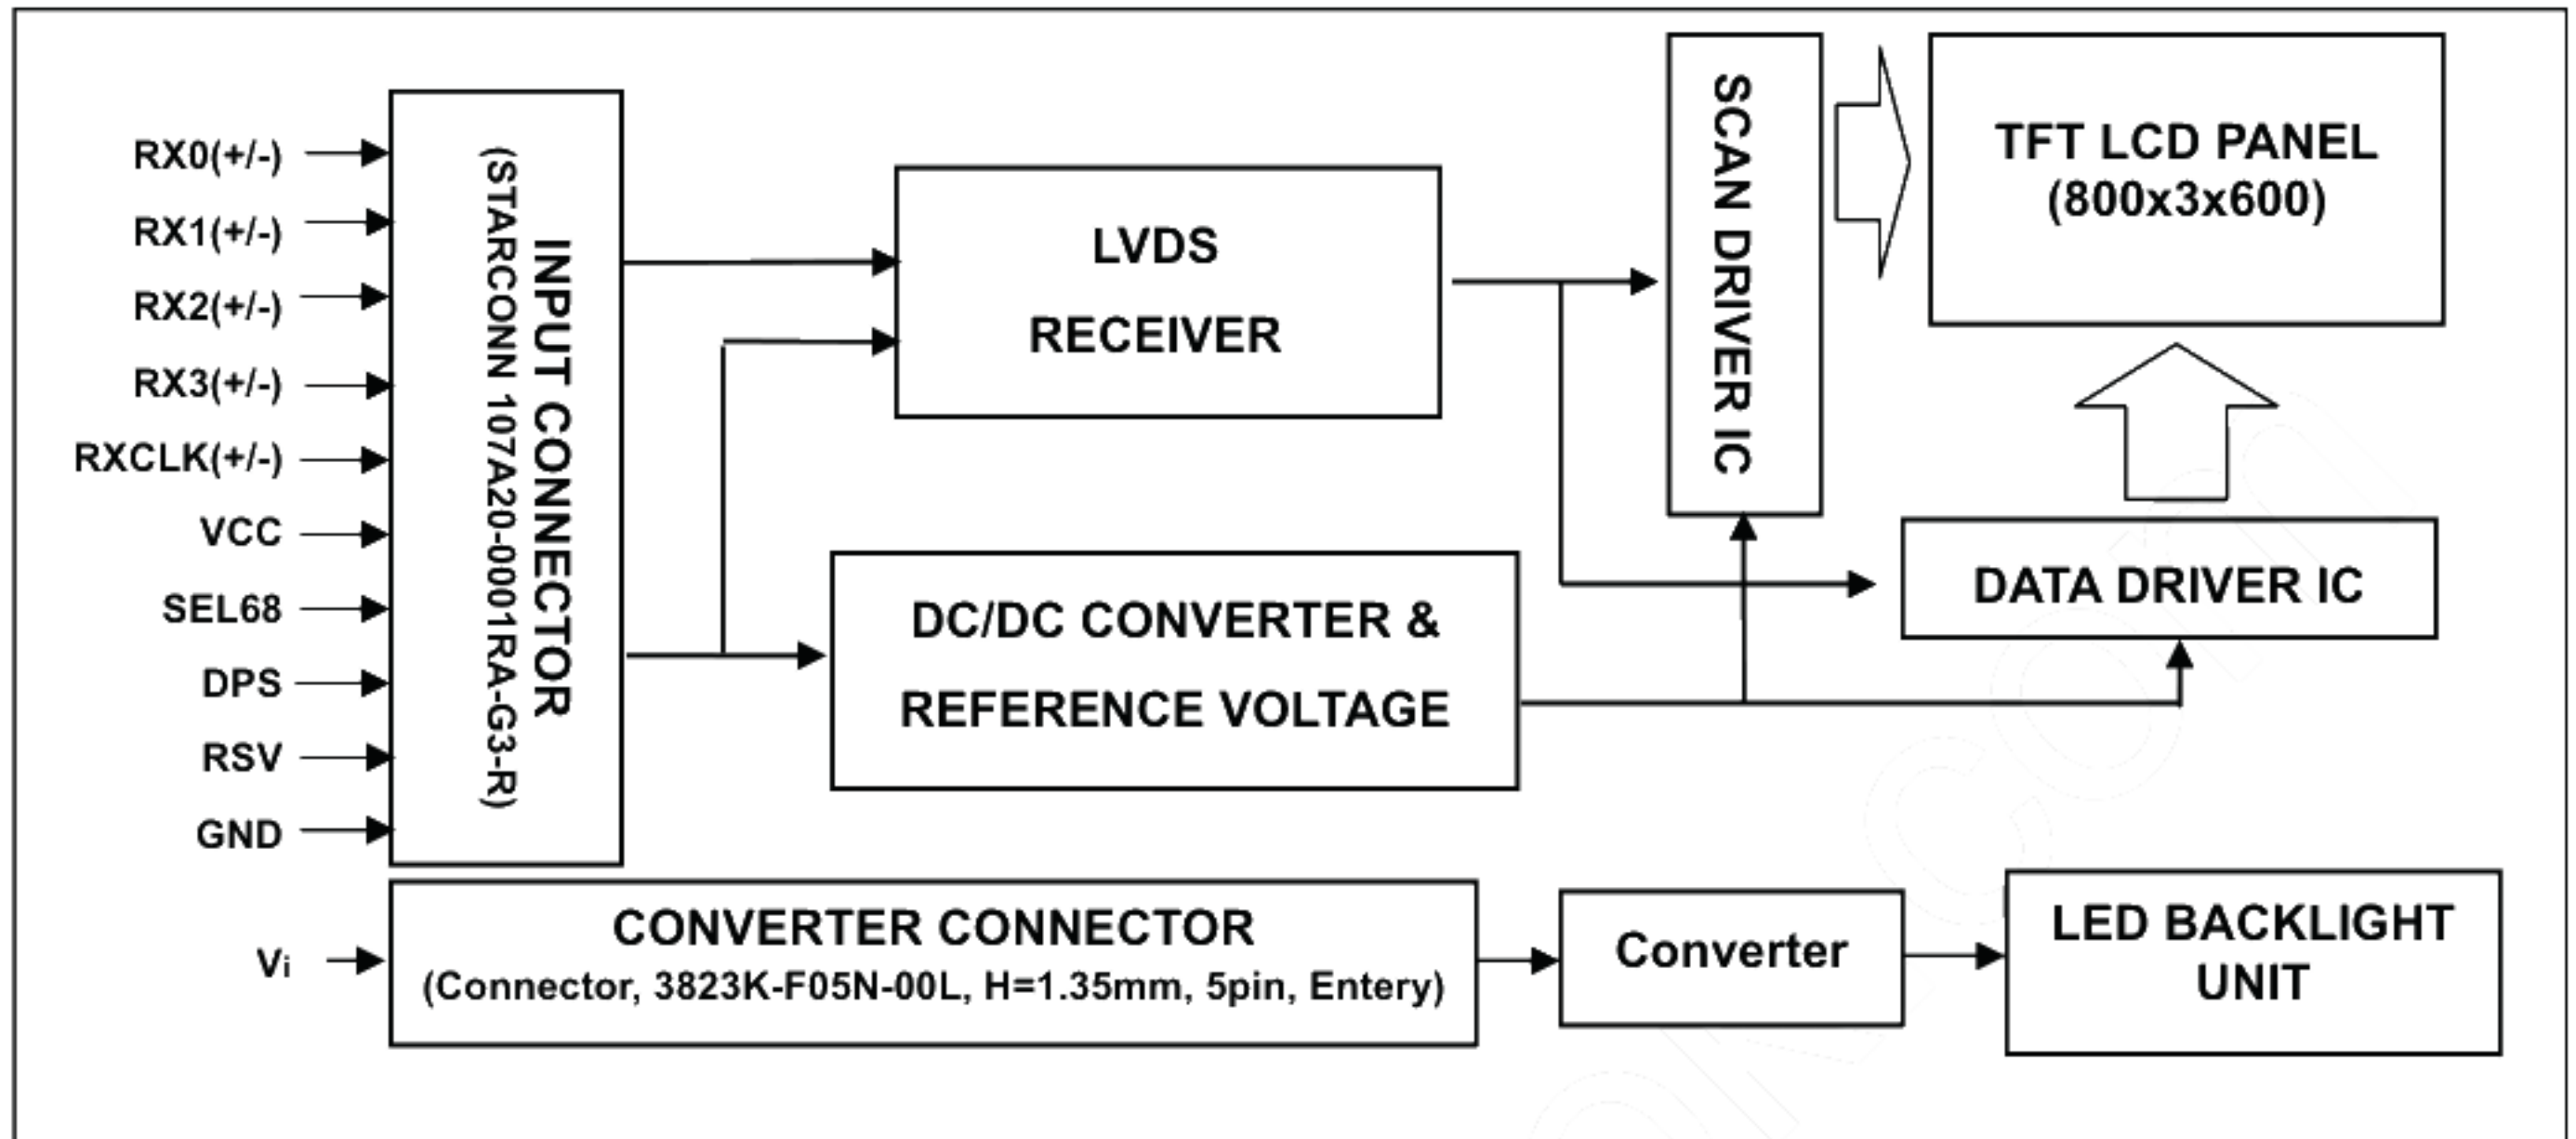 RX0(+/-)
RX1(+/-)
RX2(+/-)
RX3(+/-)
RXCLK(+/-)
VCC
SEL68
DPS
RSV
GND
Vi
INPUT CONNECTOR
(STARCONN 107A20-0001RA-G3-R)
LVDS
RECEIVER
DC/DC CONVERTER &
REFERENCE VOLTAGE
SCAN DRIVER IC
TFT LCD PANEL
(800x3x600)
DATA DRIVER IC
CONVERTER CONNECTOR
(Connector, 3823K-F05N-00L, H=1.35mm, 5pin, Entery)
Converter
LED BACKLIGHT
UNIT